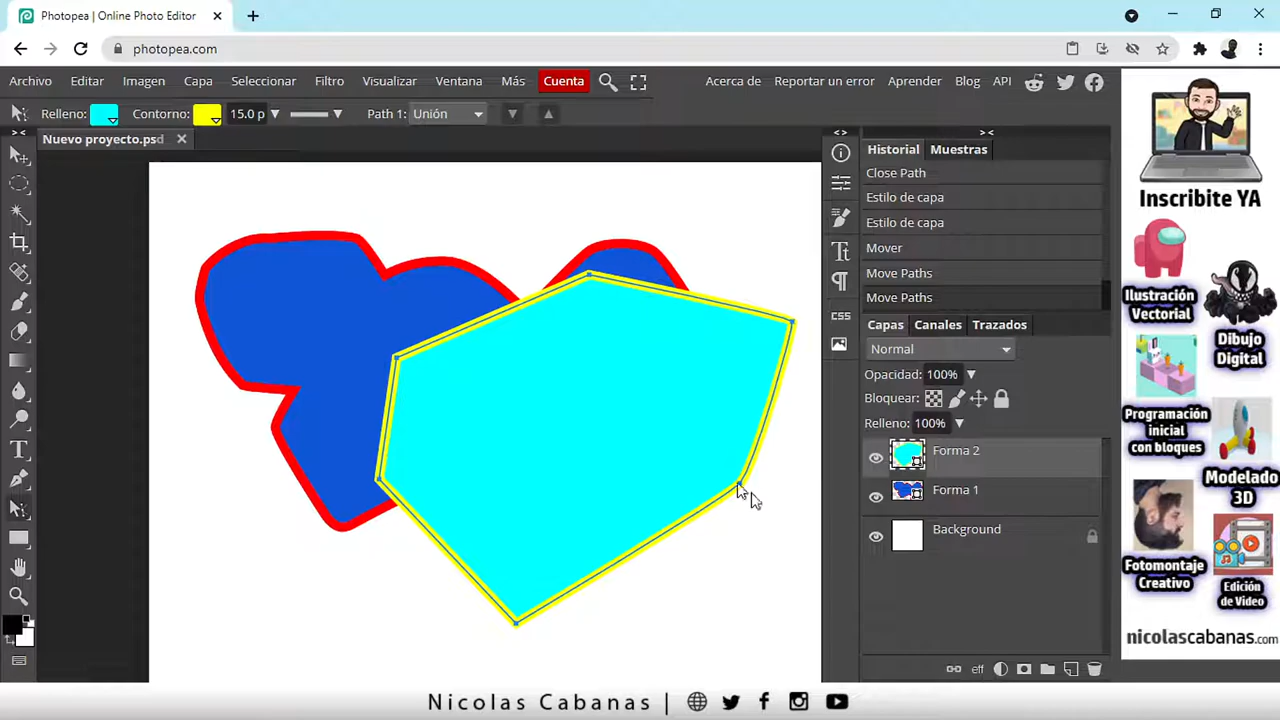 Photopea | Online Photo Editor
photopea.com
Archivo Editar Imagen Capa Seleccionar Filtro Visualizar Ventana Más Cuenta Acerca de Reportar un error Aprender Blog API
Relleno: Contorno: 15.0 p Path 1: Unión
Nuevo proyecto.psd
Historial Muestras
Close Path
Estilo de capa
Estilo de capa
Mover
Move Paths
Move Paths
CSS
Capas Canales Trazados
Normal
Opacidad: 100%
Bloquear:
Relleno: 100%
Forma 2
Forma 1
Background
eff
Inscribite YA
Ilustración
Vectorial
Dibujo
Digital
Programación
inicial
con bloques
Modelado
3D
Fotomontaje
Creativo
Edición
de Video
nicolascabanas.com
Nicolas Cabanas |